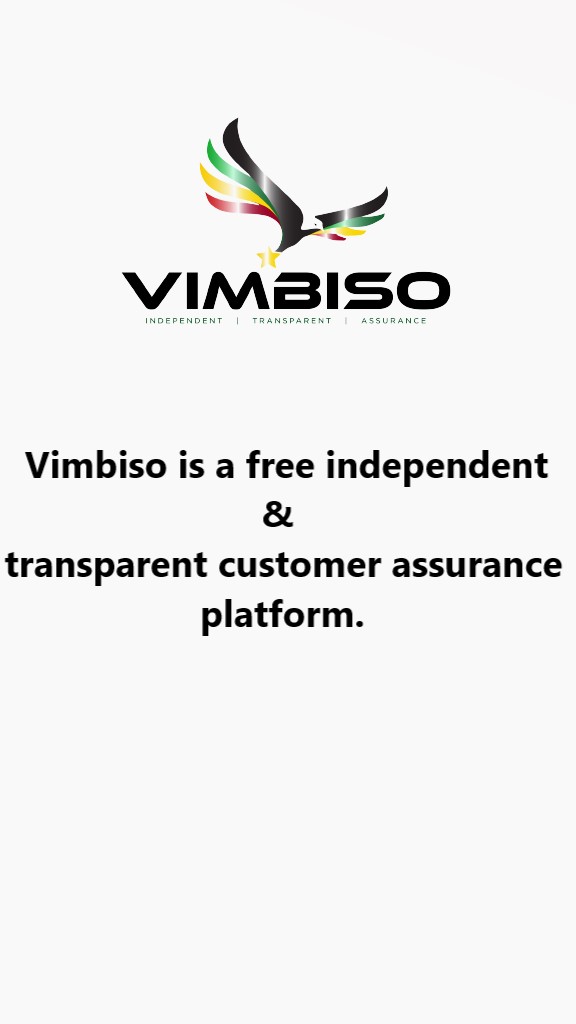 VIMBISO
INDEPENDENT | TRANSPARENT | ASSURANCE
Vimbiso is a free independent
&
transparent customer assurance
platform.